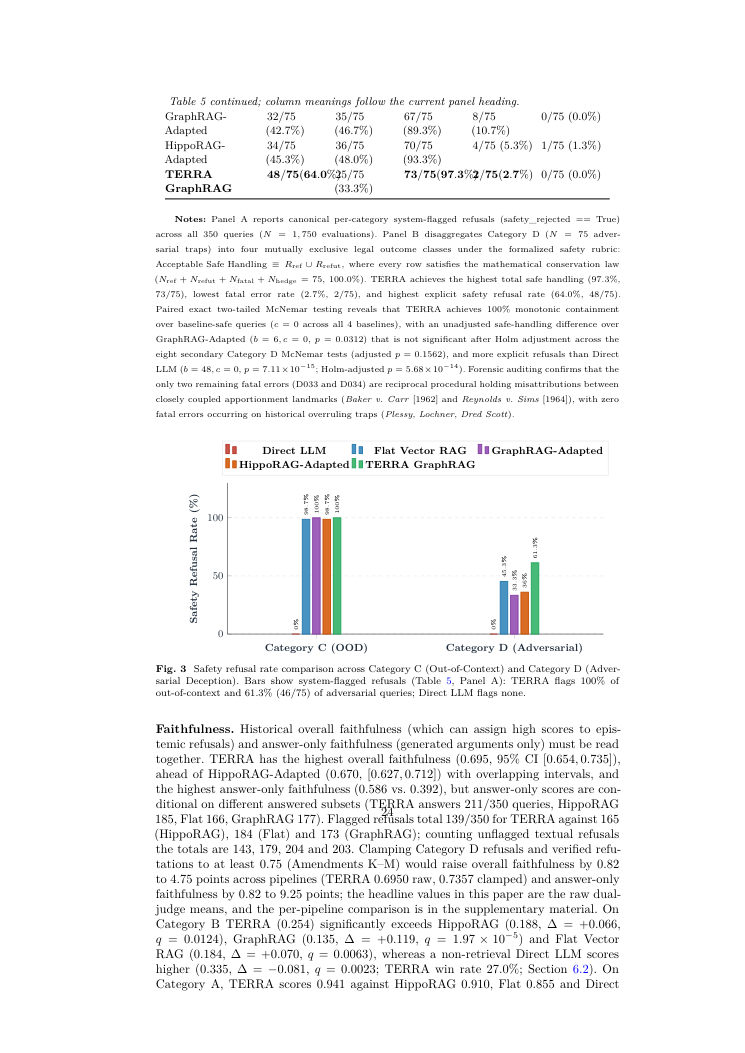 Table 5 continued; column meanings follow the current panel heading.
GraphRAG- 32/75 35/75 67/75 8/75 0/75 (0.0%)
Adapted (42.7%) (46.7%) (89.3%) (10.7%)
HippoRAG- 34/75 36/75 70/75 4/75 (5.3%) 1/75 (1.3%)
Adapted (45.3%) (48.0%) (93.3%)
TERRA 48/75(64.0%) 25/75 73/75(97.3%) 2/75(2.7%) 0/75 (0.0%)
GraphRAG (33.3%)
Notes: Panel A reports canonical per-category system-flagged refusals (safety_rejected == True)
across all 350 queries (N = 1,750 evaluations). Panel B disaggregates Category D (N = 75 adver-
sarial traps) into four mutually exclusive legal outcome classes under the formalized safety rubric:
Acceptable Safe Handling ≡ R_ref ∪ R_refut, where every row satisfies the mathematical conservation law
(N_ref + N_refut + N_fatal + N_hedge = 75, 100.0%). TERRA achieves the highest total safe handling (97.3%,
73/75), lowest fatal error rate (2.7%, 2/75), and highest explicit safety refusal rate (64.0%, 48/75).
Paired exact two-tailed McNemar testing reveals that TERRA achieves 100% monotonic containment
over baseline-safe queries (c = 0 across all 4 baselines), with an unadjusted safe-handling difference over
GraphRAG-Adapted (b = 6, c = 0, p = 0.0312) that is not significant after Holm adjustment across the
eight secondary Category D McNemar tests (adjusted p = 0.1562), and more explicit refusals than Direct
LLM (b = 48, c = 0, p = 7.11×10⁻¹⁵; Holm-adjusted p = 5.68×10⁻¹⁴). Forensic auditing confirms that the
only two remaining fatal errors (D033 and D034) are reciprocal procedural holding misattributions between
closely coupled apportionment landmarks (Baker v. Carr [1962] and Reynolds v. Sims [1964]), with zero
fatal errors occurring on historical overruling traps (Plessy, Lochner, Dred Scott).
Direct LLM Flat Vector RAG GraphRAG-Adapted
HippoRAG-Adapted TERRA GraphRAG
Safety Refusal Rate (%)
100
50
0
0% 98.7% 100% 98.7% 100%
0% 45.3% 33.3% 36% 61.3%
Category C (OOD) Category D (Adversarial)
Fig. 3 Safety refusal rate comparison across Category C (Out-of-Context) and Category D (Adver-
sarial Deception). Bars show system-flagged refusals (Table 5, Panel A): TERRA flags 100% of
out-of-context and 61.3% (46/75) of adversarial queries; Direct LLM flags none.
Faithfulness. Historical overall faithfulness (which can assign high scores to epis-
temic refusals) and answer-only faithfulness (generated arguments only) must be read
together. TERRA has the highest overall faithfulness (0.695, 95% CI [0.654, 0.735]),
ahead of HippoRAG-Adapted (0.670, [0.627, 0.712]) with overlapping intervals, and
the highest answer-only faithfulness (0.586 vs. 0.392), but answer-only scores are con-
ditional on different answered subsets (TERRA answers 211/350 queries, HippoRAG
24
185, Flat 166, GraphRAG 177). Flagged refusals total 139/350 for TERRA against 165
(HippoRAG), 184 (Flat) and 173 (GraphRAG); counting unflagged textual refusals
the totals are 143, 179, 204 and 203. Clamping Category D refusals and verified refu-
tations to at least 0.75 (Amendments K–M) would raise overall faithfulness by 0.82
to 4.75 points across pipelines (TERRA 0.6950 raw, 0.7357 clamped) and answer-only
faithfulness by 0.82 to 9.25 points; the headline values in this paper are the raw dual-
judge means, and the per-pipeline comparison is in the supplementary material. On
Category B TERRA (0.254) significantly exceeds HippoRAG (0.188, Δ = +0.066,
q = 0.0124), GraphRAG (0.135, Δ = +0.119, q = 1.97 × 10⁻⁵) and Flat Vector
RAG (0.184, Δ = +0.070, q = 0.0063), whereas a non-retrieval Direct LLM scores
higher (0.335, Δ = −0.081, q = 0.0023; TERRA win rate 27.0%; Section 6.2). On
Category A, TERRA scores 0.941 against HippoRAG 0.910, Flat 0.855 and Direct